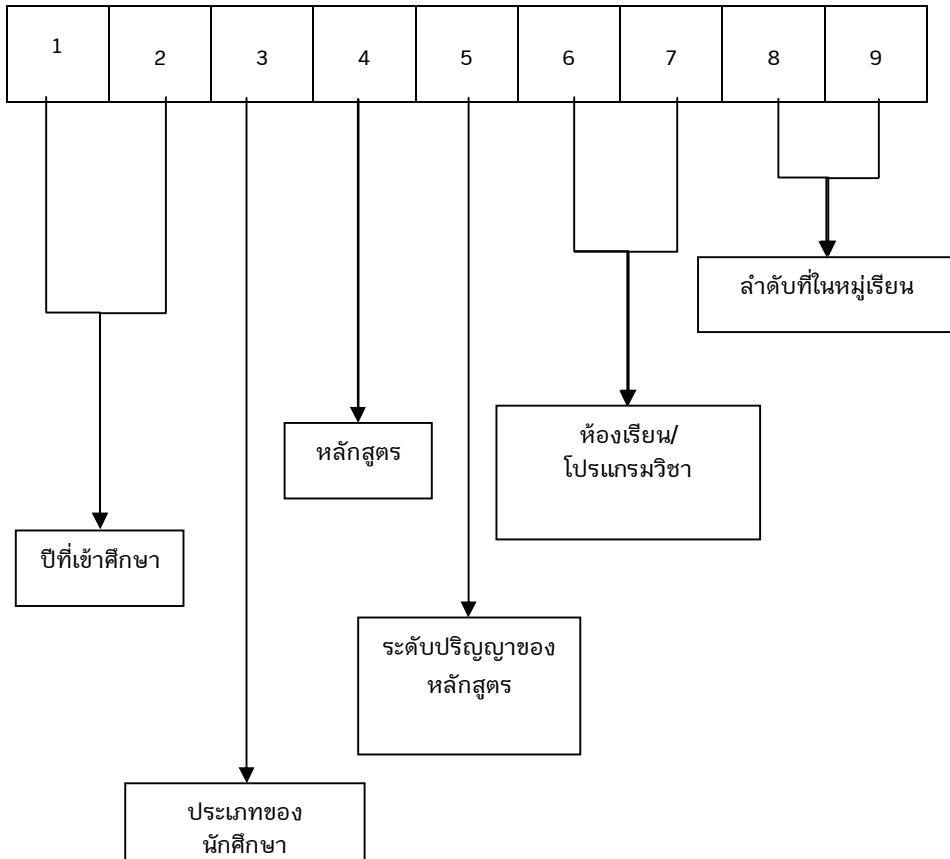 1 2 3 4 5 6 7 8 9
ลำดับที่ในหมู่เรียน
ห้องเรียน/
โปรแกรมวิชา
หลักสูตร
ปีที่เข้าศึกษา
ระดับปริญญาของ
หลักสูตร
ประเภทของ
นักศึกษา